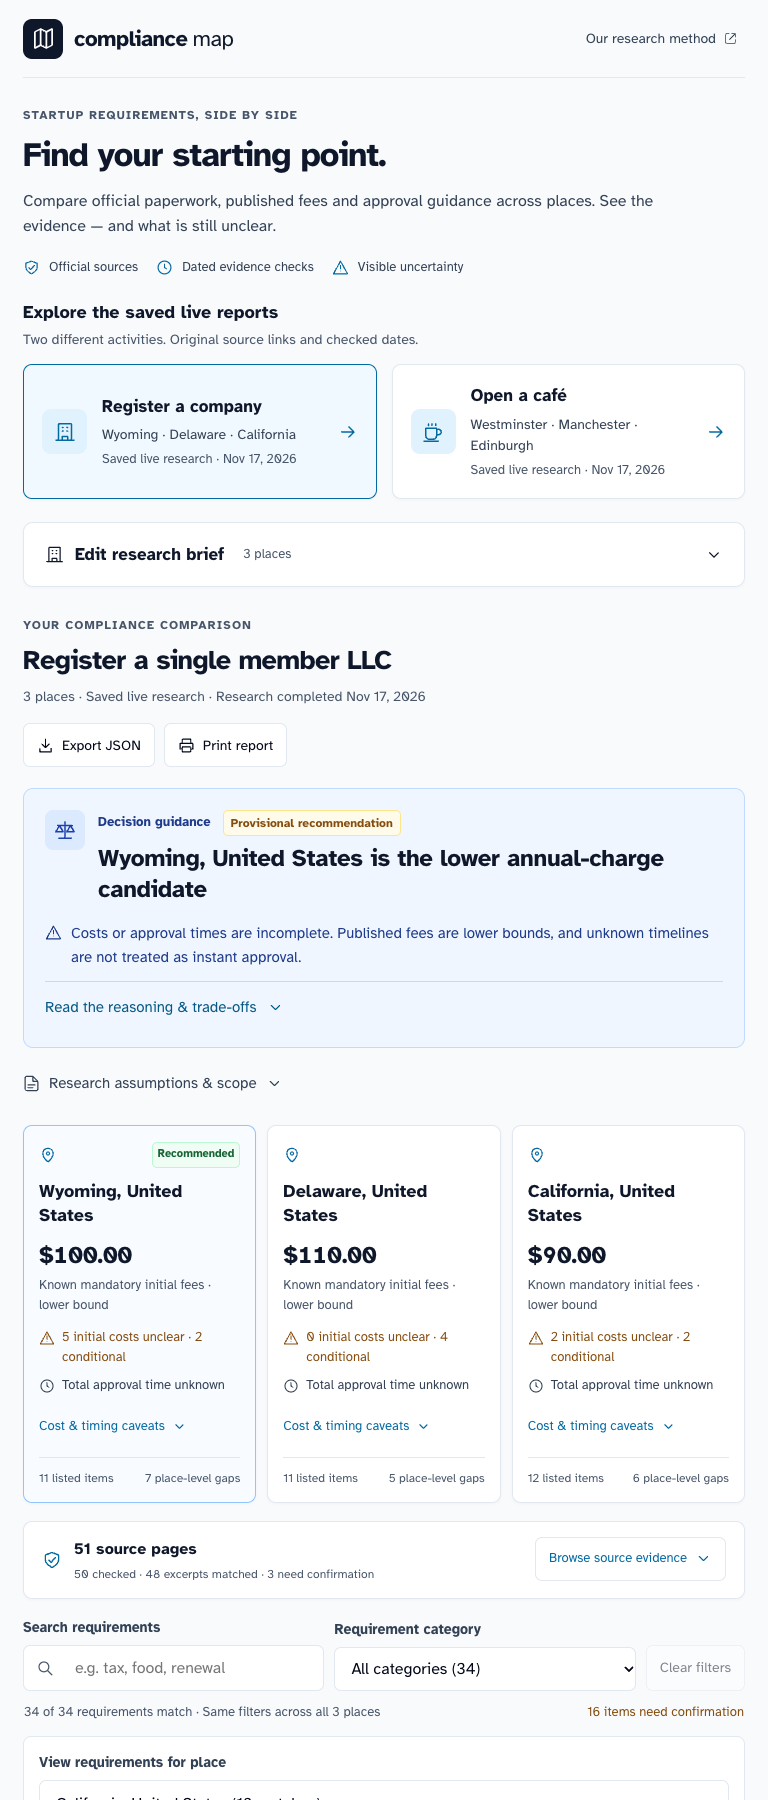 compliance map
Our research method
STARTUP REQUIREMENTS, SIDE BY SIDE
Find your starting point.
Compare official paperwork, published fees and approval guidance across places. See the
evidence — and what is still unclear.
Official sources
Dated evidence checks
Visible uncertainty
Explore the saved live reports
Two different activities. Original source links and checked dates.
Register a company
Wyoming · Delaware · California
Saved live research · Nov 17, 2026
Open a café
Westminster · Manchester ·
Edinburgh
Saved live research · Nov 17, 2026
Edit research brief
3 places
YOUR COMPLIANCE COMPARISON
Register a single member LLC
3 places · Saved live research · Research completed Nov 17, 2026
Export JSON
Print report
Decision guidance
Provisional recommendation
Wyoming, United States is the lower annual-charge
candidate
Costs or approval times are incomplete. Published fees are lower bounds, and unknown timelines
are not treated as instant approval.
Read the reasoning & trade-offs
Research assumptions & scope
Recommended
Wyoming, United
States
$100.00
Known mandatory initial fees ·
lower bound
5 initial costs unclear · 2
conditional
Total approval time unknown
Cost & timing caveats
11 listed items
7 place-level gaps
Delaware, United
States
$110.00
Known mandatory initial fees ·
lower bound
0 initial costs unclear · 4
conditional
Total approval time unknown
Cost & timing caveats
11 listed items
5 place-level gaps
California, United
States
$90.00
Known mandatory initial fees ·
lower bound
2 initial costs unclear · 2
conditional
Total approval time unknown
Cost & timing caveats
12 listed items
6 place-level gaps
51 source pages
50 checked · 48 excerpts matched · 3 need confirmation
Browse source evidence
Search requirements
e.g. tax, food, renewal
Requirement category
All categories (34)
Clear filters
34 of 34 requirements match · Same filters across all 3 places
16 items need confirmation
View requirements for place